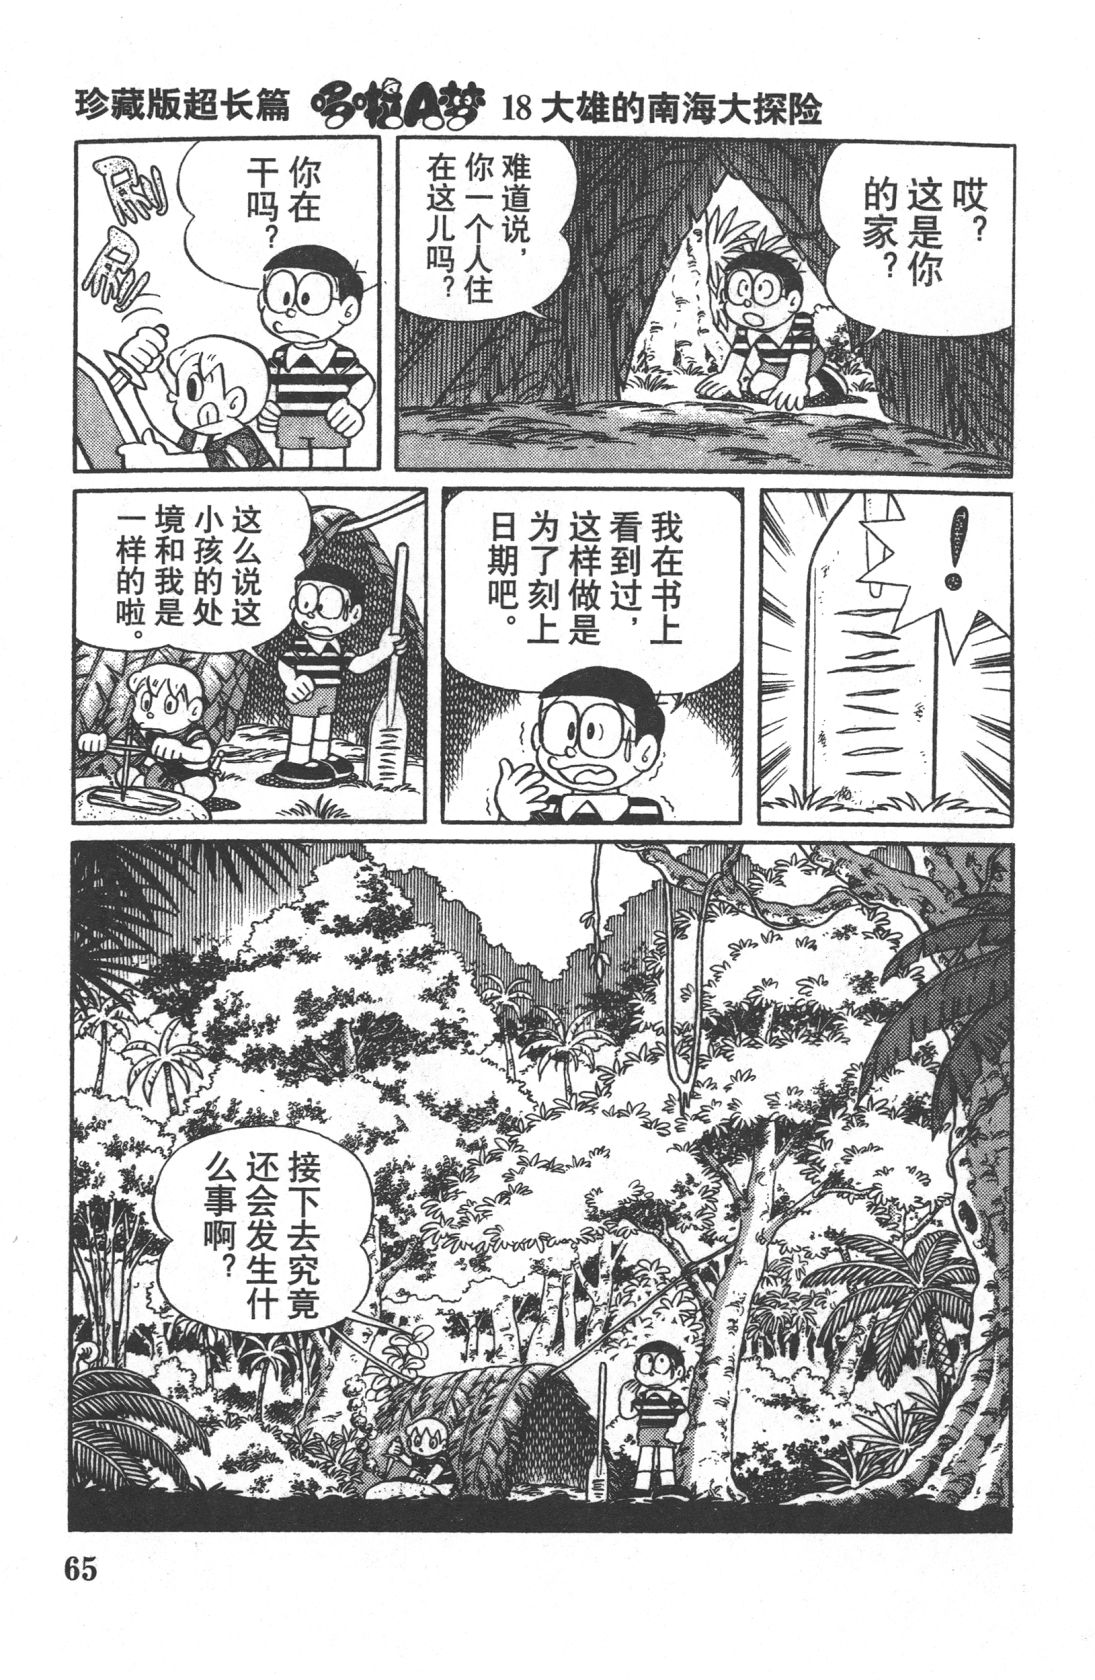 珍藏版超长篇 哆啦A梦 18 大雄的南海大探险
哎？
这是你
的家？
难道说，
你一个人住
在这儿吗？
你在
干吗？
！
我在书上
看到过，
这样做是
为了刻上
日期吧。
这么说这
小孩的处
境和我是
一样的啦。
接下去究竟
还会发生什
么事啊？
65